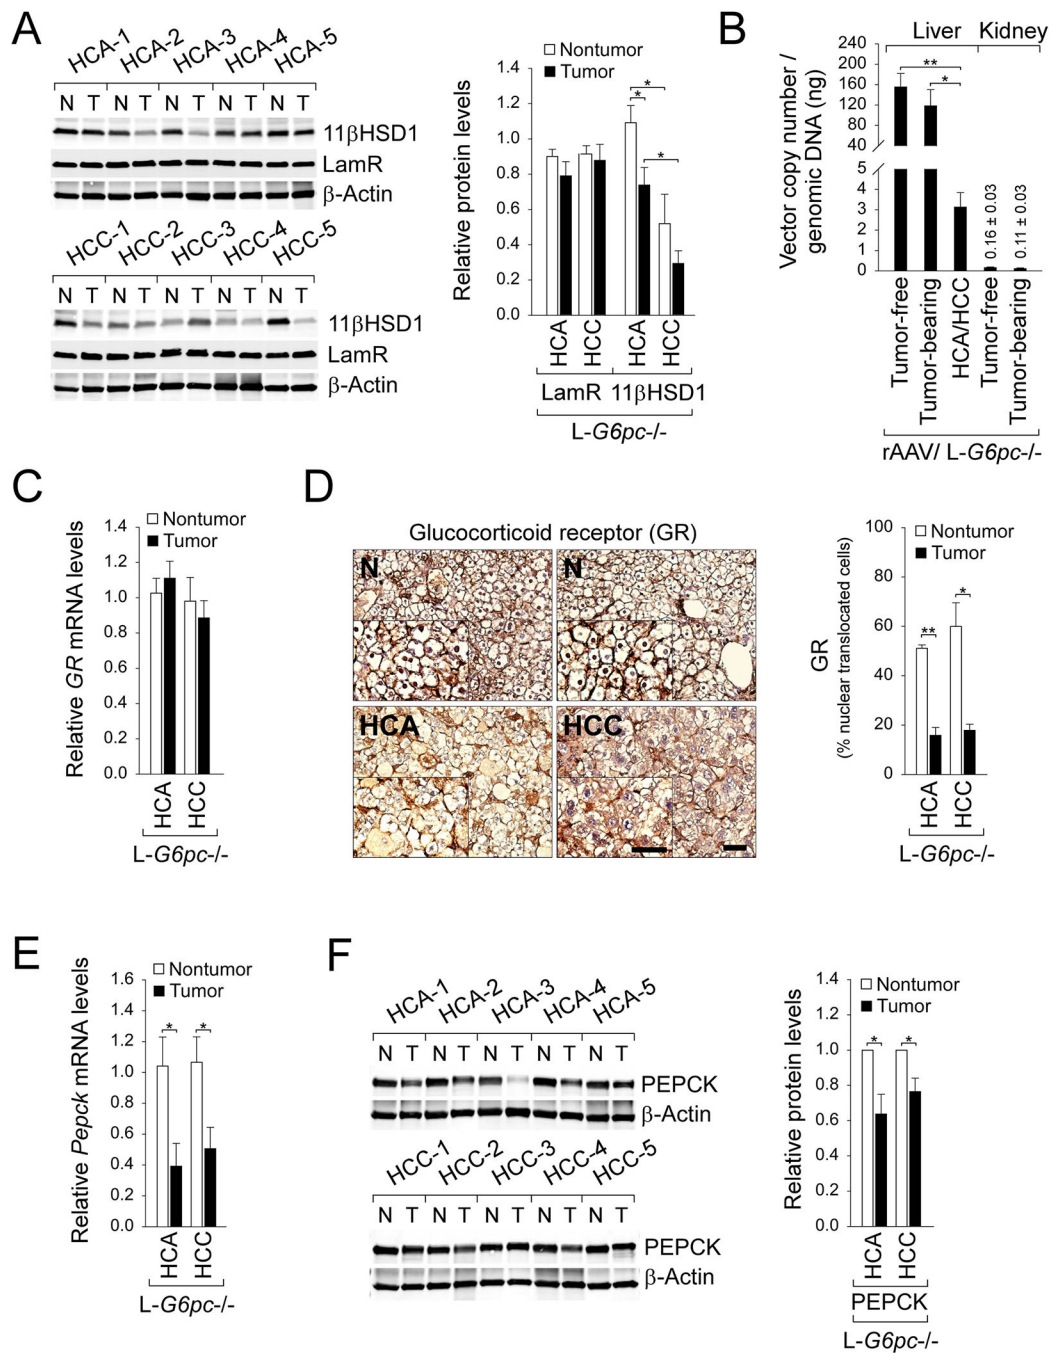 A
HCA-1 HCA-2 HCA-3 HCA-4 HCA-5
N T N T N T N T N T
11βHSD1
LamR
β-Actin
HCC-1 HCC-2 HCC-3 HCC-4 HCC-5
N T N T N T N T N T
11βHSD1
LamR
β-Actin
Relative protein levels
Nontumor
Tumor
1.4
1.2
1.0
0.8
0.6
0.4
0.2
0.0
* * *
HCA HCC HCA HCC
LamR 11βHSD1
L-G6pc-/-
B
Liver Kidney
Vector copy number /
genomic DNA (ng)
240
200
160
120
80
40
5
4
3
2
1
0
**
*
0.16 ± 0.03
0.11 ± 0.03
Tumor-free
Tumor-bearing
HCA/HCC
Tumor-free
Tumor-bearing
rAAV/ L-G6pc-/-
C
Relative GR mRNA levels
Nontumor
Tumor
1.4
1.2
1.0
0.8
0.6
0.4
0.2
0.0
HCA HCC
L-G6pc-/-
D
Glucocorticoid receptor (GR)
N N
HCA HCC
GR
(% nuclear translocated cells)
Nontumor
Tumor
100
80
60
40
20
0
** *
HCA HCC
L-G6pc-/-
E
Relative Pepck mRNA levels
Nontumor
Tumor
1.6
1.4
1.2
1.0
0.8
0.6
0.4
0.2
0.0
* *
HCA HCC
L-G6pc-/-
F
HCA-1 HCA-2 HCA-3 HCA-4 HCA-5
N T N T N T N T N T
PEPCK
β-Actin
HCC-1 HCC-2 HCC-3 HCC-4 HCC-5
N T N T N T N T N T
PEPCK
β-Actin
Relative protein levels
Nontumor
Tumor
1.4
1.2
1.0
0.8
0.6
0.4
0.2
0.0
* *
HCA HCC
PEPCK
L-G6pc-/-